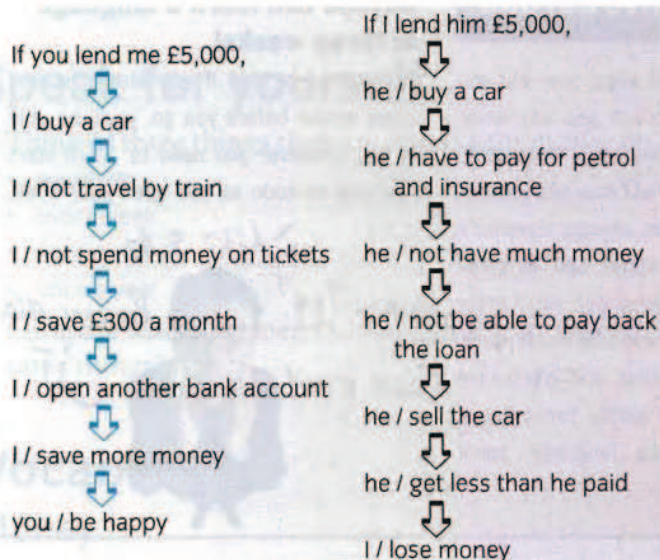 If you lend me £5,000,
I / buy a car
I / not travel by train
I / not spend money on tickets
I / save £300 a month
I / open another bank account
I / save more money
you / be happy
If I lend him £5,000,
he / buy a car
he / have to pay for petrol
and insurance
he / not have much money
he / not be able to pay back
the loan
he / sell the car
he / get less than he paid
I / lose money